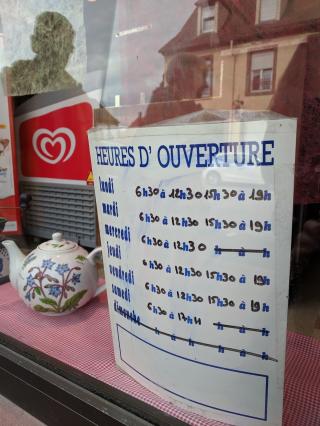 HEURES D' OUVERTURE
lundi 6h30 à 12h30 15h30 à 19h
mardi 6h30 à 12h30 15h30 à 19h
mercredi 6h30 à 12h30 h à h
jeudi 6h30 à 12h30 15h30 à 19h
vendredi 6h30 à 12h30 15h30 à 19h
samedi 6h30 à 17h h à h
dimanche h à h h à h